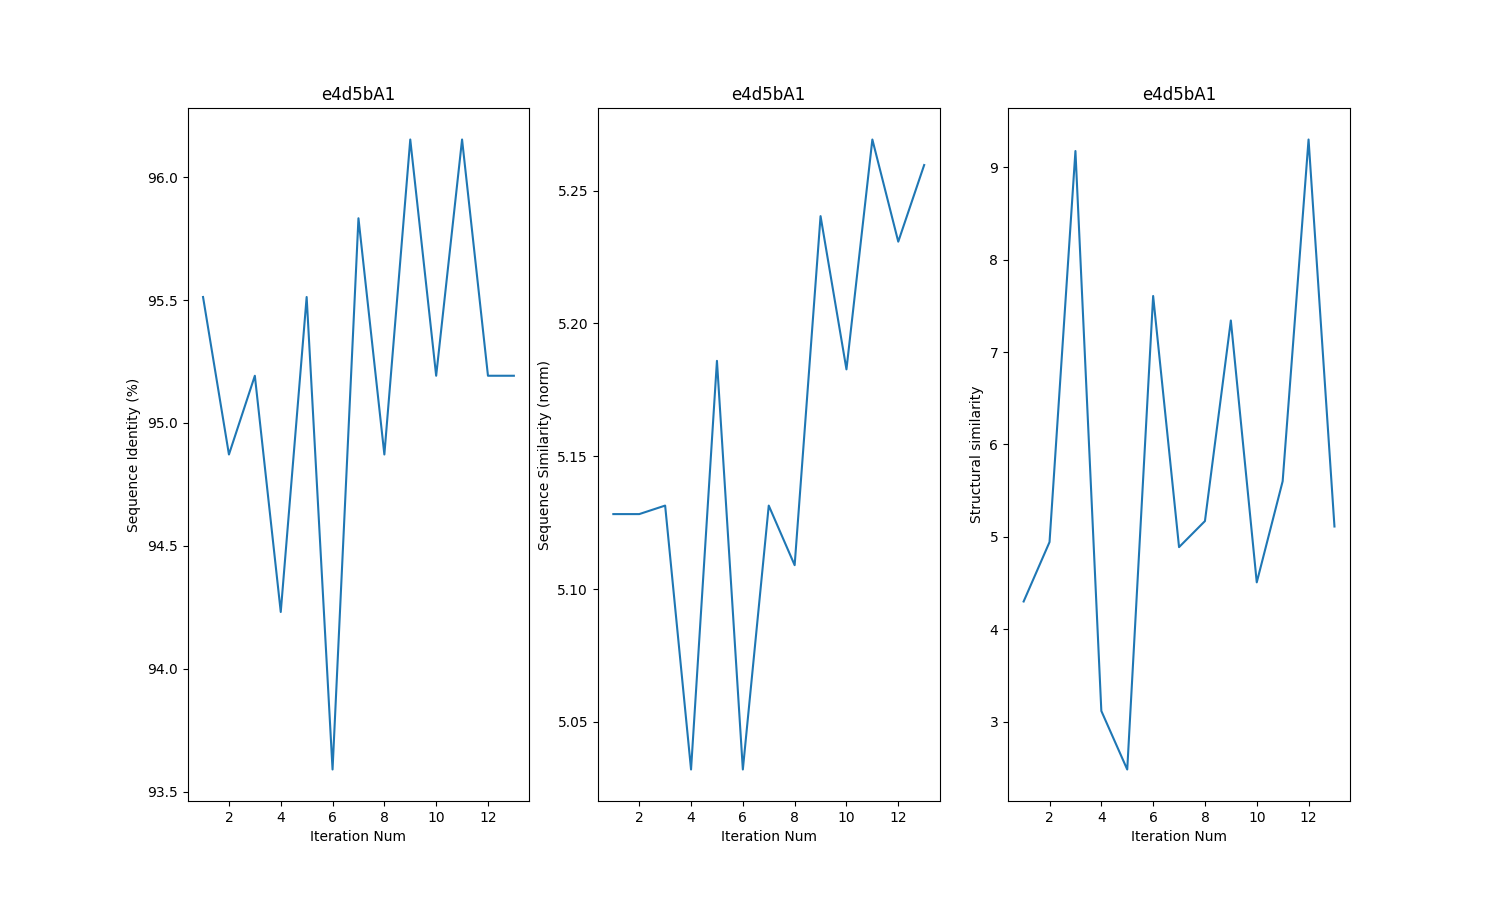 e4d5bA1
Sequence Identity (%)
96.0
95.5
95.0
94.5
94.0
93.5
2 4 6 8 10 12
Iteration Num
e4d5bA1
Sequence Similarity (norm)
5.25
5.20
5.15
5.10
5.05
2 4 6 8 10 12
Iteration Num
e4d5bA1
Structural similarity
9
8
7
6
5
4
3
2 4 6 8 10 12
Iteration Num